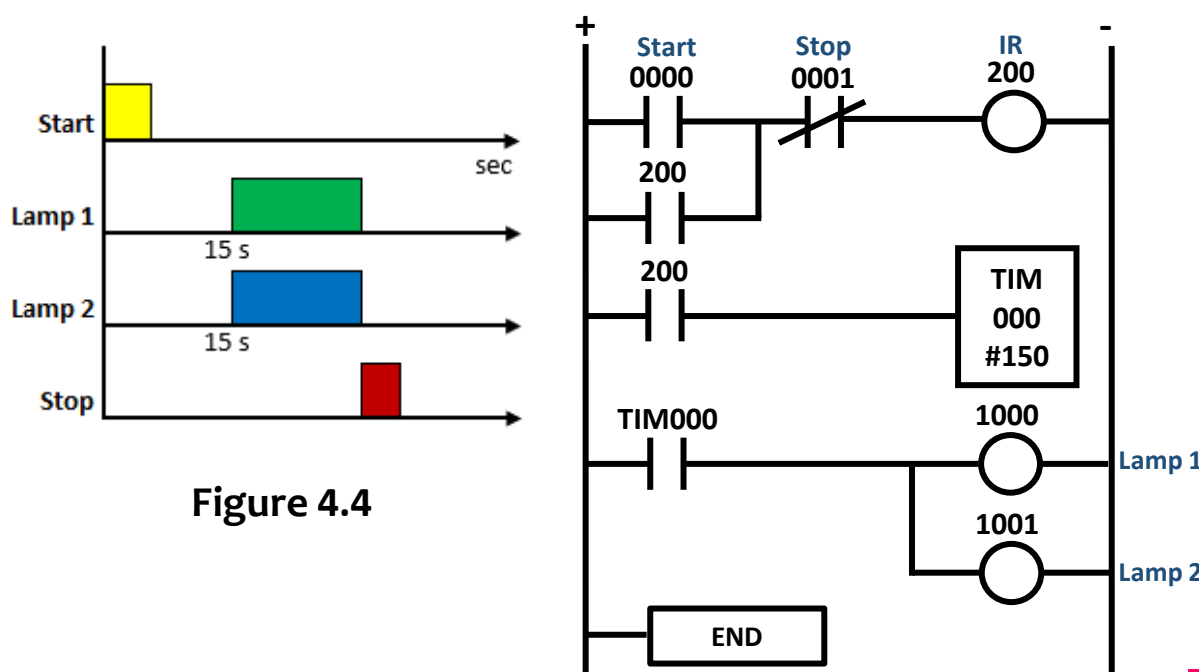 Start
sec
Lamp 1
15 s
Lamp 2
15 s
Stop
Figure 4.4
+
-
Start
Stop
IR
0000
0001
200
200
200
TIM
000
#150
TIM000
1000
Lamp 1
1001
Lamp 2
END